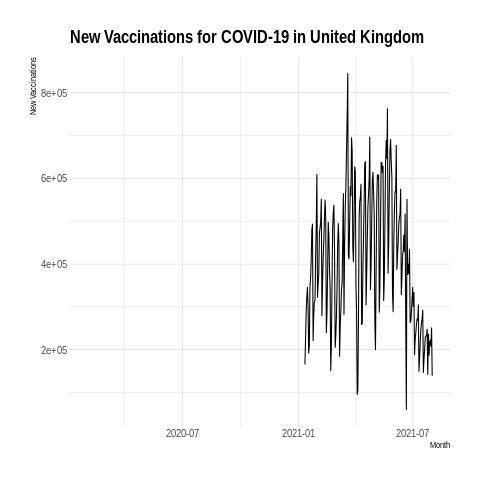 New Vaccinations for COVID-19 in United Kingdom
New Vaccinations
8e+05
6e+05
4e+05
2e+05
2020-07
2021-01
2021-07
Month